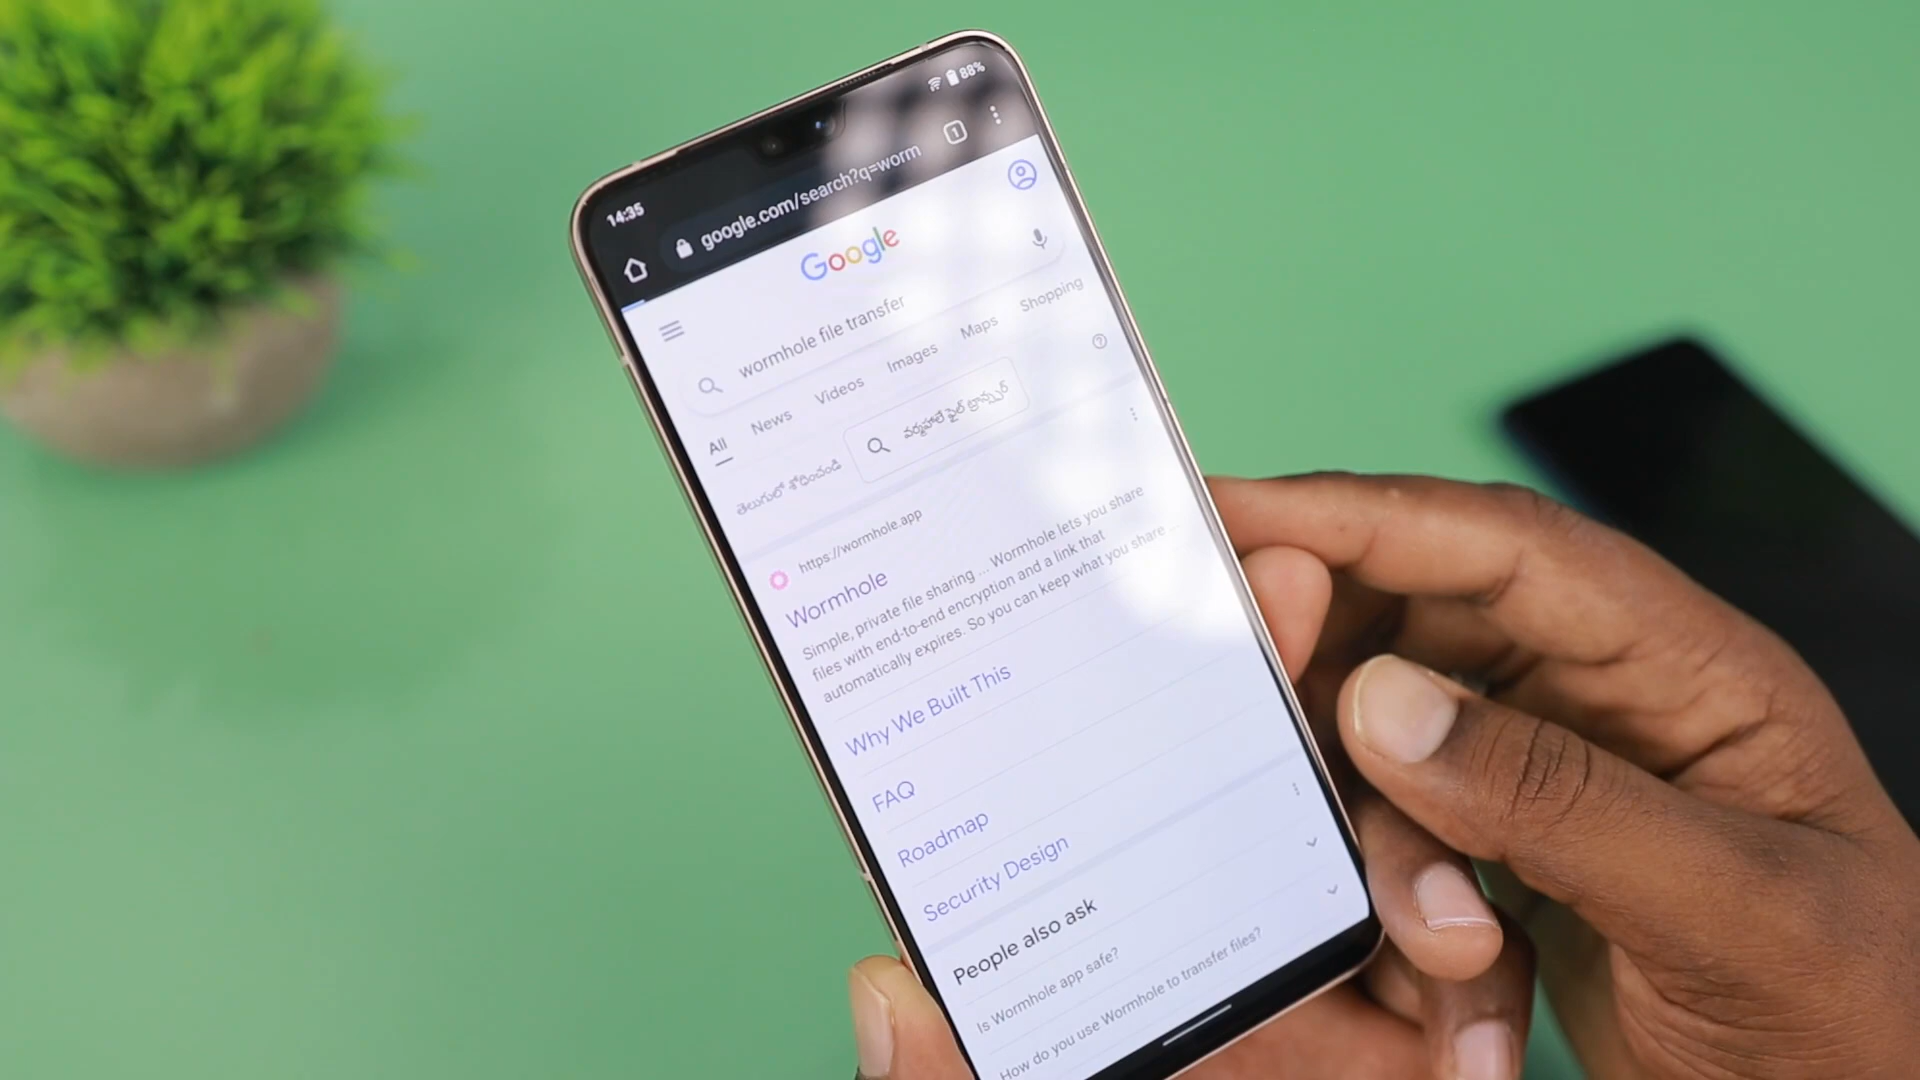 14:35
88%
google.com/search?q=worm
1
Google
wormhole file transfer
All News Videos Images Maps Shopping
తెలుగులో శోధించండి
వర్మహాలే ఫైల్ ట్రాన్స్ఫర్
https://wormhole.app
Wormhole
Simple, private file sharing ... Wormhole lets you share
files with end-to-end encryption and a link that
automatically expires. So you can keep what you share ...
Why We Built This
FAQ
Roadmap
Security Design
People also ask
Is Wormhole app safe?
How do you use Wormhole to transfer files?